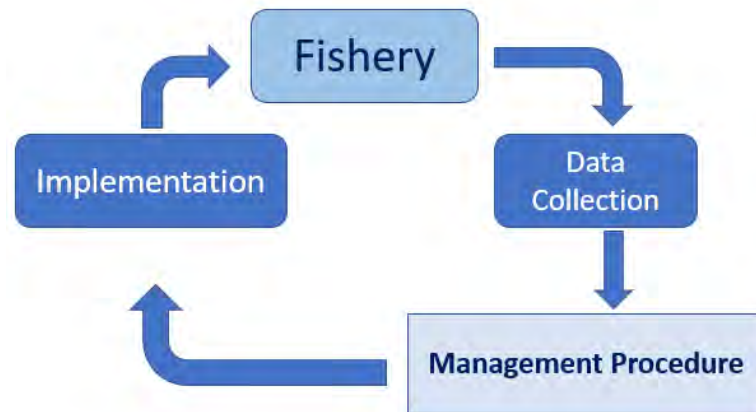 Fishery
Implementation
Data
Collection
Management Procedure